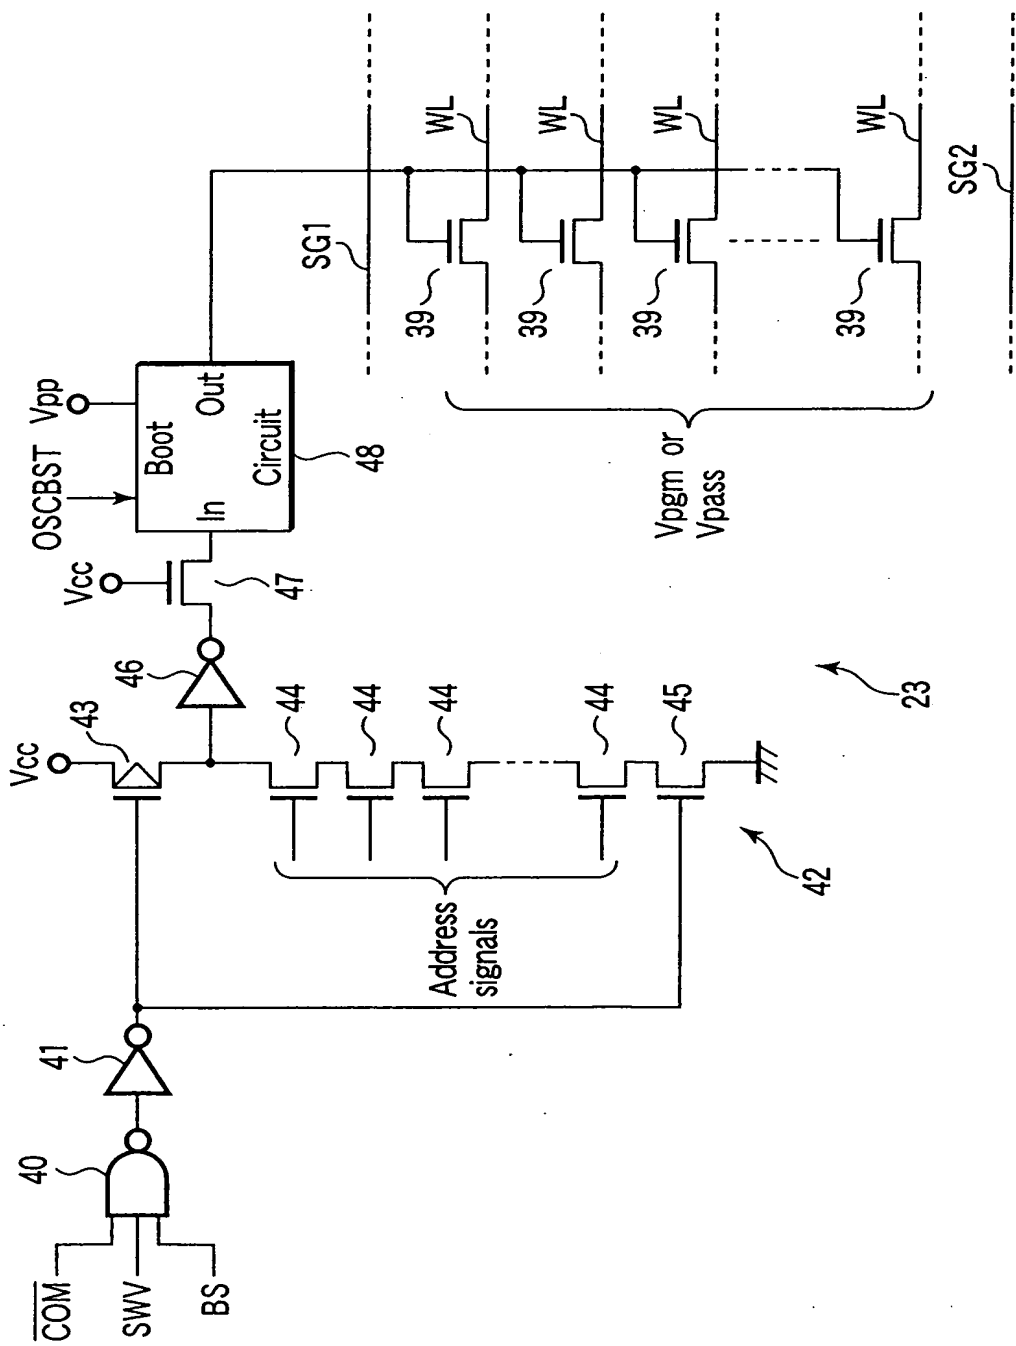 COM
SWV
BS
40
41
Vcc
43
46
Vcc
47
OSCBST
Vpp
Boot
In
Out
Circuit
48
Address
signals
44
44
44
44
45
42
23
SG1
WL
WL
WL
WL
39
39
39
39
SG2
Vpgm or
Vpass